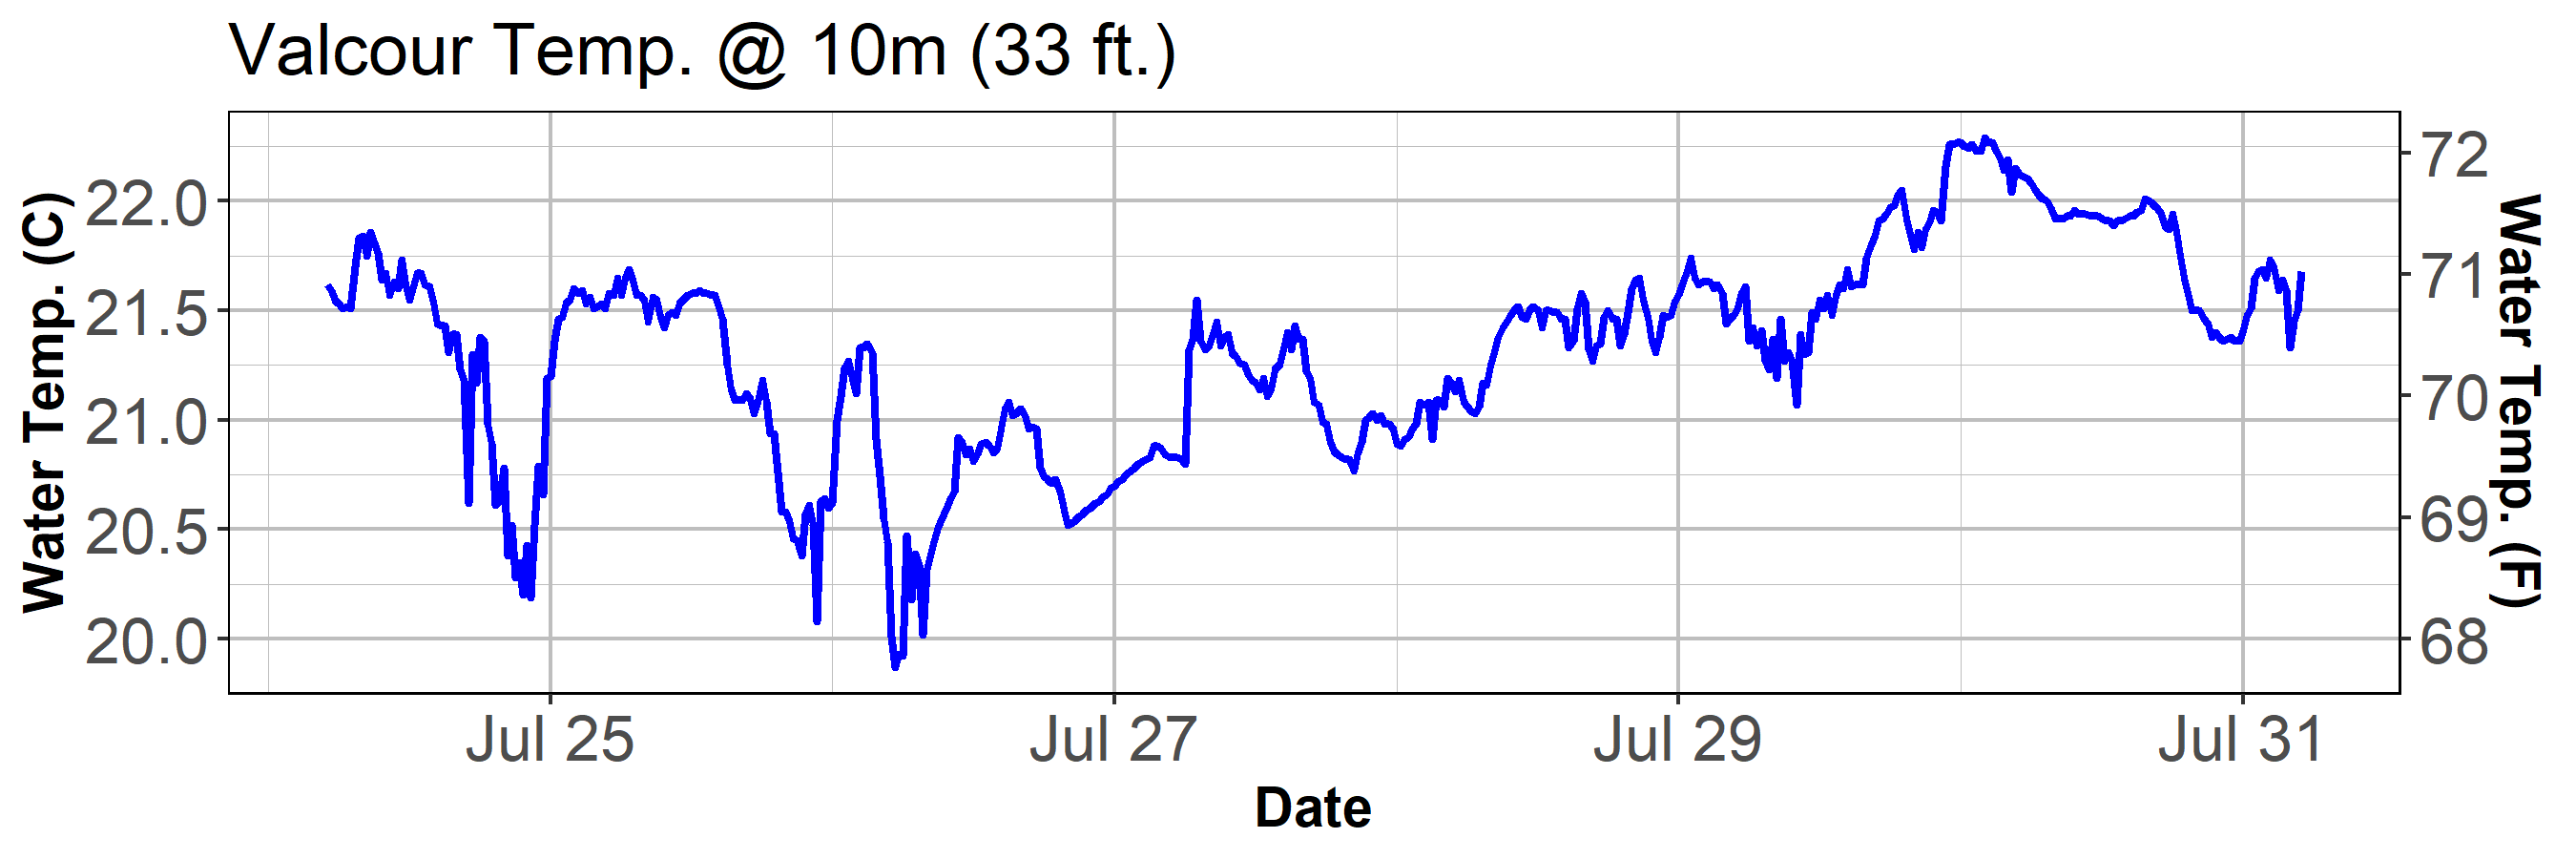 Valcour Temp. @ 10m (33 ft.)
Water Temp. (C)
22.0
21.5
21.0
20.5
20.0
72
71
70
69
68
Water Temp. (F)
Jul 25
Jul 27
Jul 29
Jul 31
Date